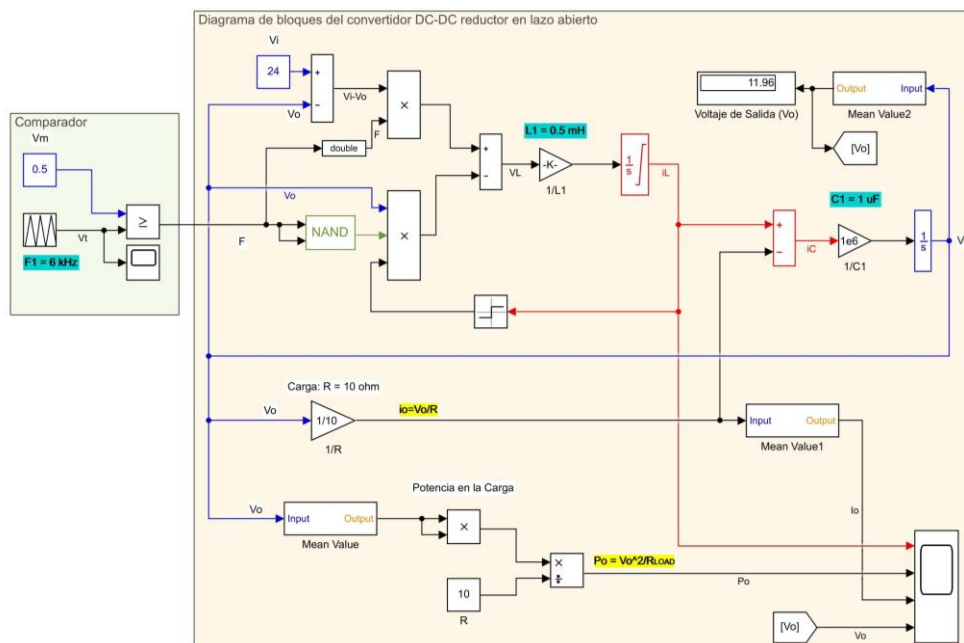 Diagrama de bloques del convertidor DC-DC reductor en lazo abierto
Vi
24
+
−
Vo
Vi-Vo
×
F
double
Comparador
Vm
0.5
Vt
F1 = 6 kHz
≥
F
Vo
NAND
×
+
−
VL
L1 = 0.5 mH
-K-
1/L1
1
s
iL
11.96
Voltaje de Salida (Vo)
Output
Input
Mean Value2
[Vo]
C1 = 1 uF
+
−
iC
1e6
1/C1
1
s
V
Carga: R = 10 ohm
Vo
1/10
1/R
io=Vo/R
Input
Output
Mean Value1
Io
Potencia en la Carga
Vo
Input
Output
Mean Value
×
10
R
×
÷
Po = Vo^2/RLOAD
Po
[Vo]
Vo